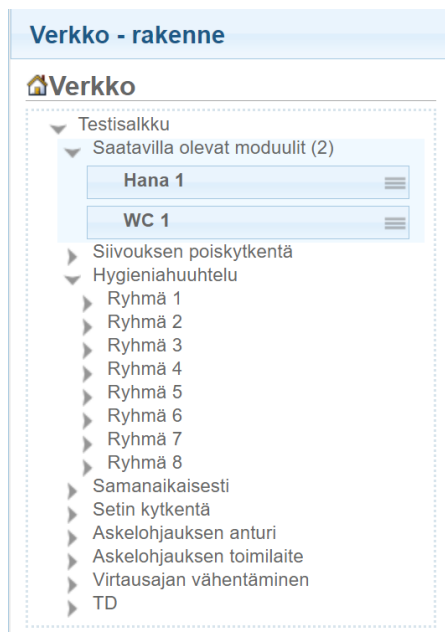 Verkko - rakenne
Verkko
Testisalkku
Saatavilla olevat moduulit (2)
Hana 1
WC 1
Siivouksen poiskytkentä
Hygieniahuuhtelu
Ryhmä 1
Ryhmä 2
Ryhmä 3
Ryhmä 4
Ryhmä 5
Ryhmä 6
Ryhmä 7
Ryhmä 8
Samanaikaisesti
Setin kytkentä
Askelohjauksen anturi
Askelohjauksen toimilaite
Virtausajan vähentäminen
TD